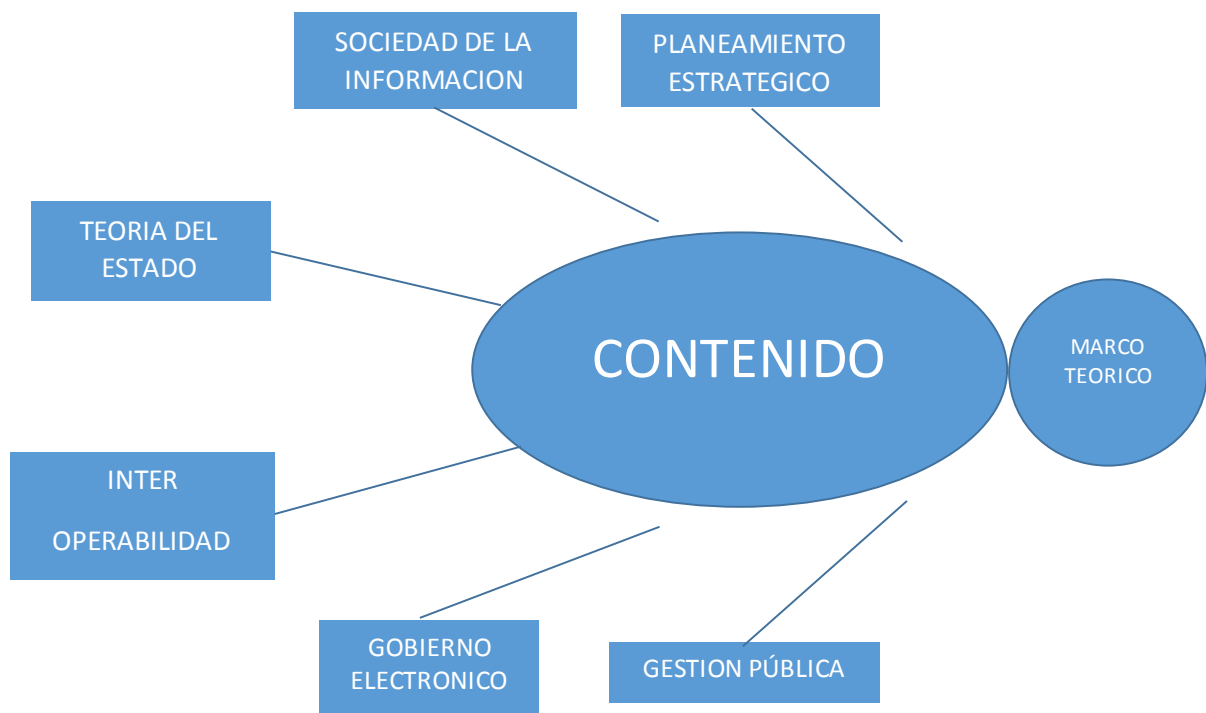 SOCIEDAD DE LA
INFORMACION
PLANEAMIENTO
ESTRATEGICO
TEORIA DEL
ESTADO
CONTENIDO
MARCO
TEORICO
INTER
OPERABILIDAD
GOBIERNO
ELECTRONICO
GESTION PÚBLICA